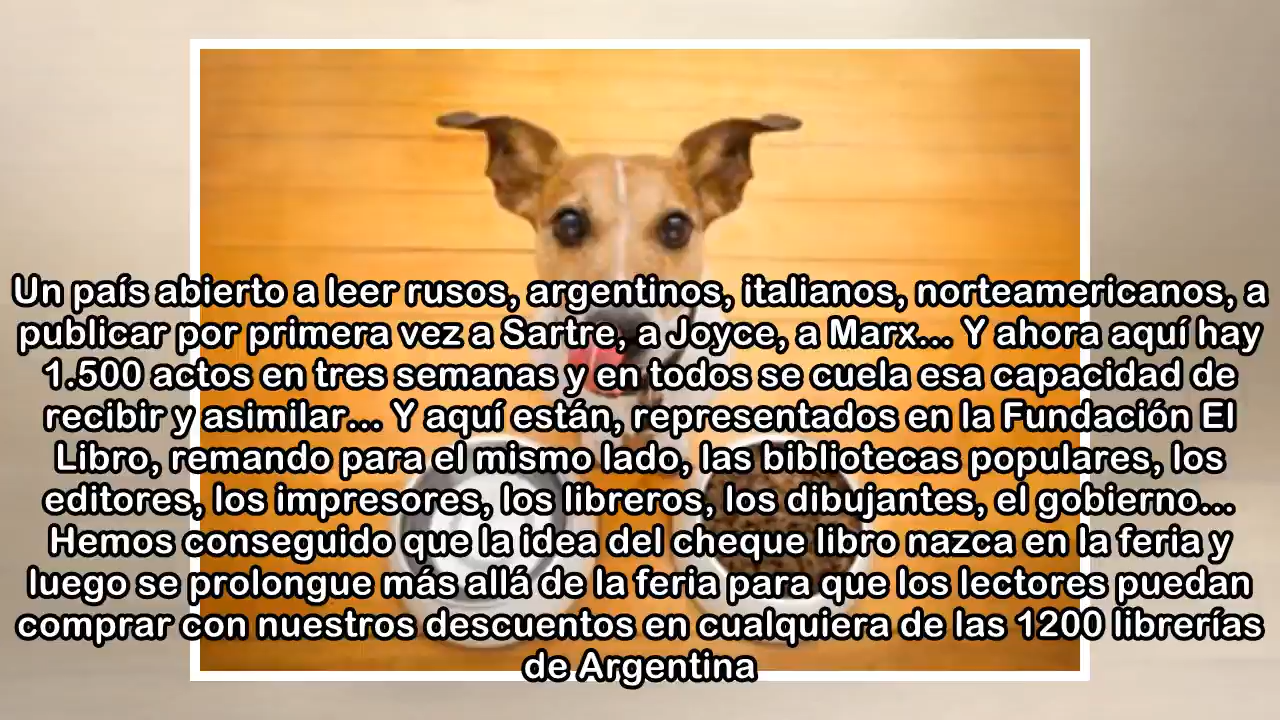 Un país abierto a leer rusos, argentinos, italianos, norteamericanos, a
publicar por primera vez a Sartre, a Joyce, a Marx... Y ahora aquí hay
1.500 actos en tres semanas y en todos se cuela esa capacidad de
recibir y asimilar... Y aquí están, representados en la Fundación El
Libro, remando para el mismo lado, las bibliotecas populares, los
editores, los impresores, los libreros, los dibujantes, el gobierno...
Hemos conseguido que la idea del cheque libro nazca en la feria y
luego se prolongue más allá de la feria para que los lectores puedan
comprar con nuestros descuentos en cualquiera de las 1200 librerías
de Argentina